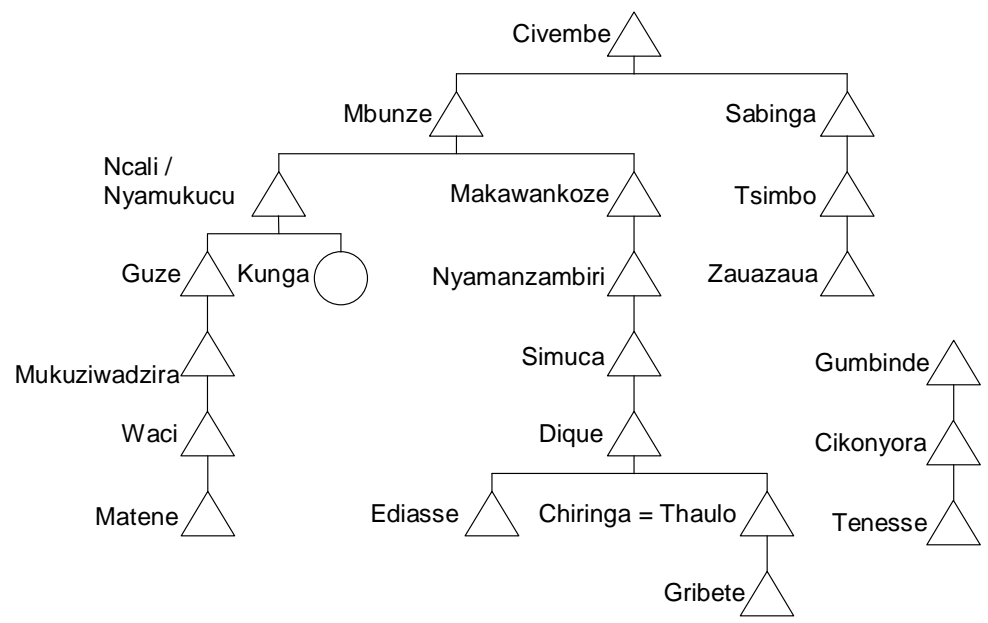 Civembe
Mbunze
Sabinga
Ncali /
Nyamukucu
Makawankoze
Tsimbo
Guze
Kunga
Nyamanzambiri
Zauazaua
Mukuziwadzira
Simuca
Gumbinde
Waci
Dique
Cikonyora
Matene
Ediasse
Chiringa = Thaulo
Tenesse
Gribete